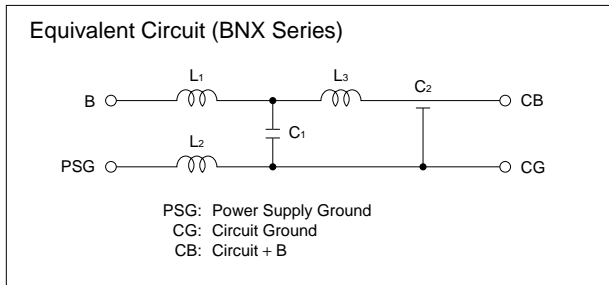 Equivalent Circuit (BNX Series)
L1
L3
C2
B
CB
C1
L2
PSG
CG
PSG: Power Supply Ground
CG: Circuit Ground
CB: Circuit + B